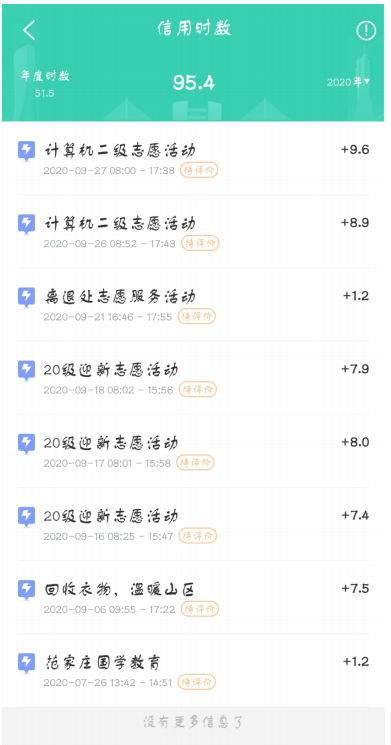 信用时数
年度时数
51.5
95.4
2020年
计算机二级志愿活动
+9.6
2020-09-27 08:00 - 17:38 待评价
计算机二级志愿活动
+8.9
2020-09-26 08:52 - 17:43 待评价
离退处志愿服务活动
+1.2
2020-09-21 16:46 - 17:55 待评价
20级迎新志愿活动
+7.9
2020-09-18 08:02 - 15:56 待评价
20级迎新志愿活动
+8.0
2020-09-17 08:01 - 15:58 待评价
20级迎新志愿活动
+7.4
2020-09-16 08:25 - 15:47 待评价
回收衣物，温暖山区
+7.5
2020-09-06 09:55 - 17:22 待评价
范家庄国学教育
+1.2
2020-07-26 13:42 - 14:51 待评价
没有更多信息了